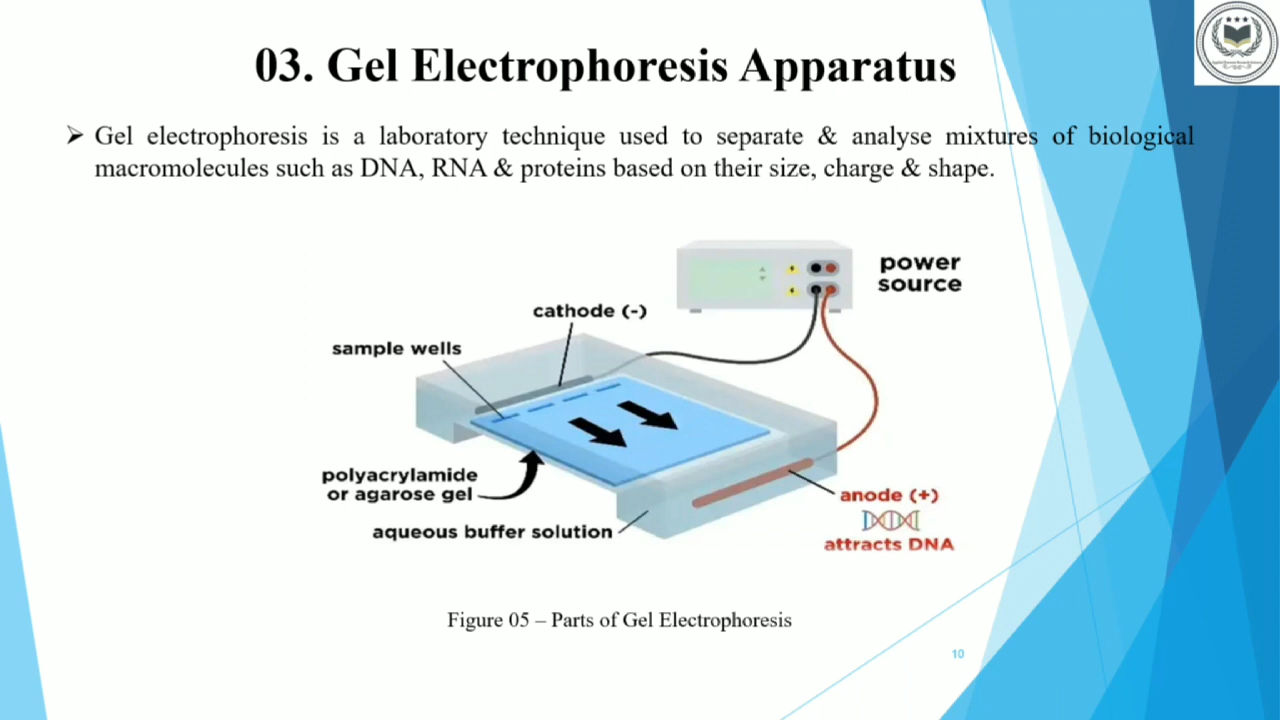 03. Gel Electrophoresis Apparatus
➢ Gel electrophoresis is a laboratory technique used to separate & analyse mixtures of biological
macromolecules such as DNA, RNA & proteins based on their size, charge & shape.
power
source
cathode (-)
sample wells
polyacrylamide
or agarose gel
aqueous buffer solution
anode (+)
attracts DNA
Figure 05 – Parts of Gel Electrophoresis
10